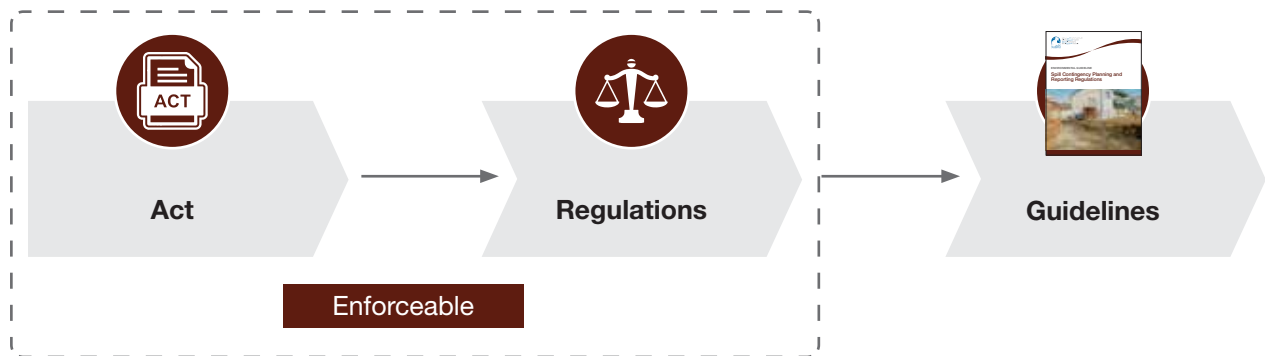 ACT
Spill Contingency Planning and
Reporting Regulations
Act
Regulations
Guidelines
Enforceable